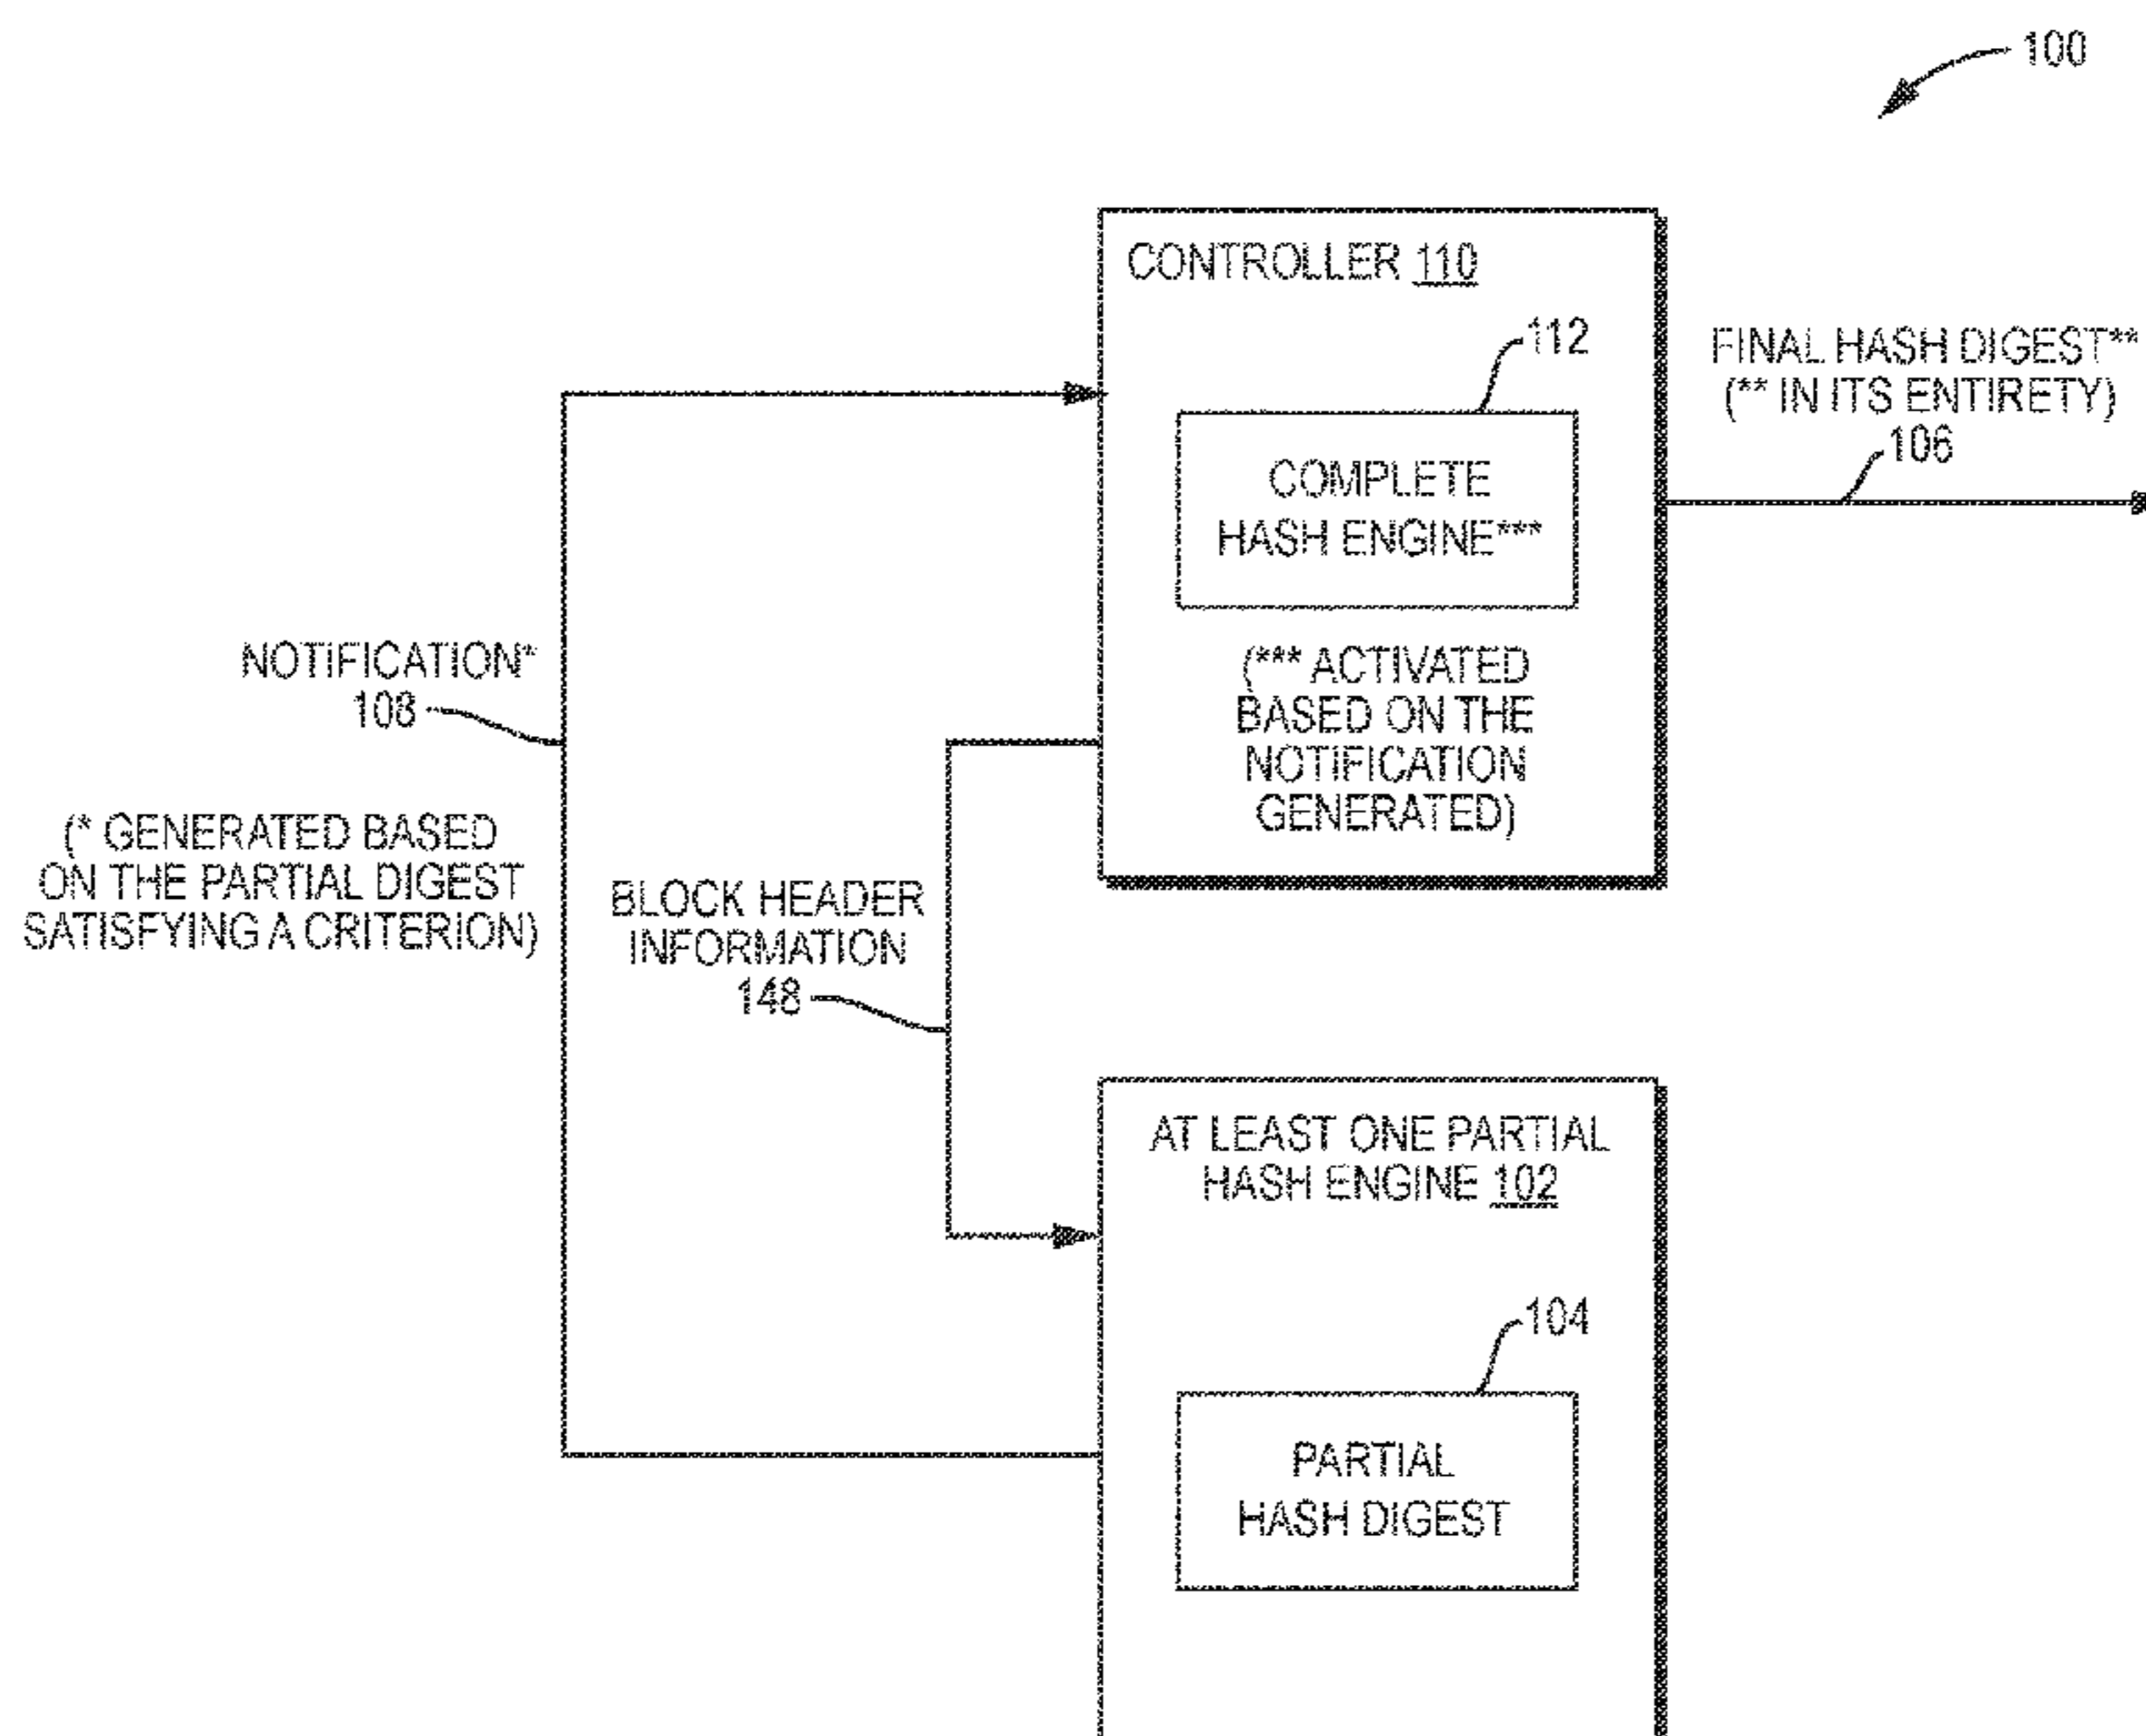 100
CONTROLLER 110
112
COMPLETE
HASH ENGINE***
(*** ACTIVATED
BASED ON THE
NOTIFICATION
GENERATED)
FINAL HASH DIGEST**
(** IN ITS ENTIRETY)
106
NOTIFICATION*
108
(* GENERATED BASED
ON THE PARTIAL DIGEST
SATISFYING A CRITERION)
BLOCK HEADER
INFORMATION
148
AT LEAST ONE PARTIAL
HASH ENGINE 102
104
PARTIAL
HASH DIGEST